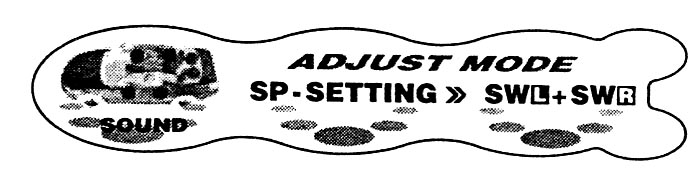 ADJUST MODE
SP-SETTING » SWL+SWR
SOUND